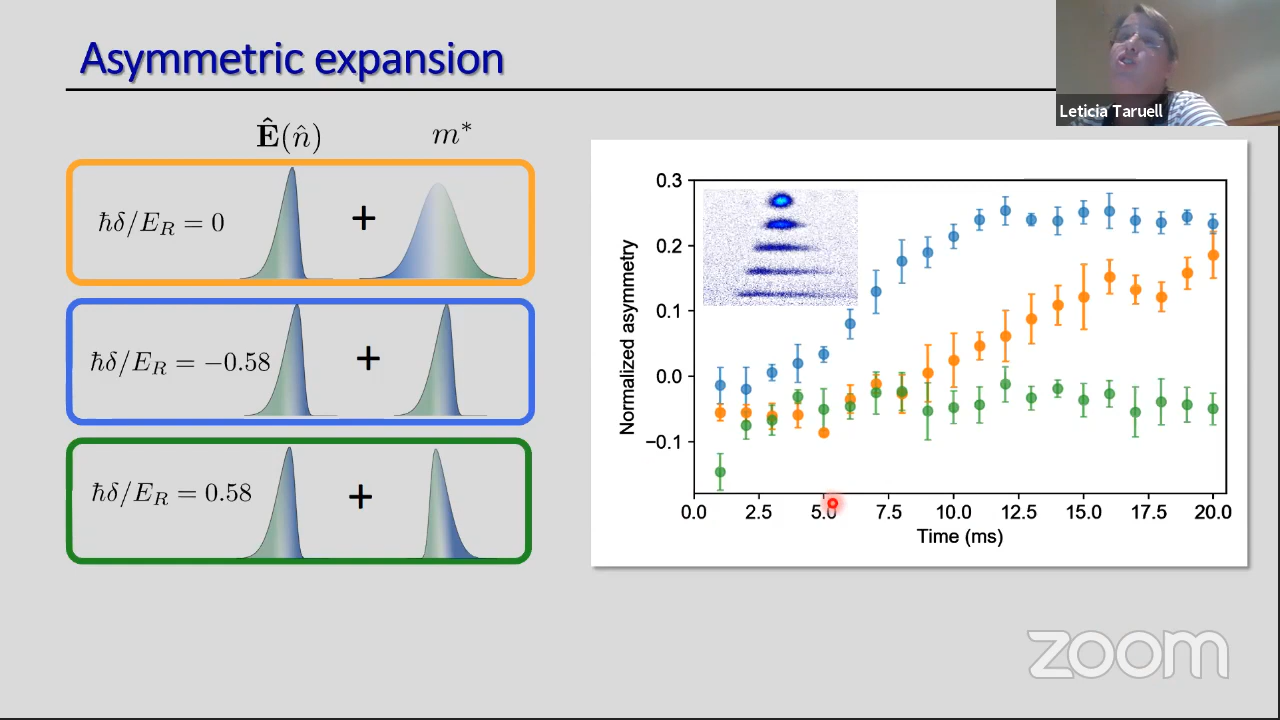 Asymmetric expansion
Leticia Taruell
Ê(n̂)
m*
ħδ/E_R = 0
+
ħδ/E_R = −0.58
+
ħδ/E_R = 0.58
+
Normalized asymmetry
0.3
0.2
0.1
0.0
−0.1
0.0 2.5 5.0 7.5 10.0 12.5 15.0 17.5 20.0
Time (ms)
zoom